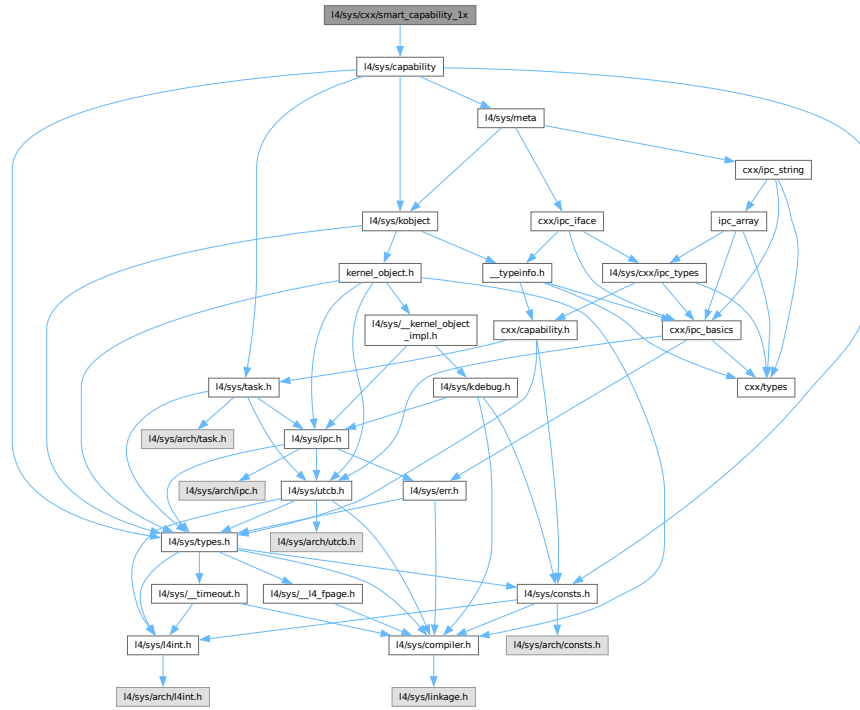 l4/sys/cxx/smart_capability_1x
l4/sys/capability
l4/sys/meta
cxx/ipc_string
l4/sys/kobject
cxx/ipc_iface
ipc_array
kernel_object.h
__typeinfo.h
l4/sys/cxx/ipc_types
l4/sys/__kernel_object
_impl.h
cxx/capability.h
cxx/ipc_basics
l4/sys/task.h
l4/sys/kdebug.h
cxx/types
l4/sys/arch/task.h
l4/sys/ipc.h
l4/sys/arch/ipc.h
l4/sys/utcb.h
l4/sys/err.h
l4/sys/types.h
l4/sys/arch/utcb.h
l4/sys/__timeout.h
l4/sys/__l4_fpage.h
l4/sys/consts.h
l4/sys/l4int.h
l4/sys/compiler.h
l4/sys/arch/consts.h
l4/sys/arch/l4int.h
l4/sys/linkage.h